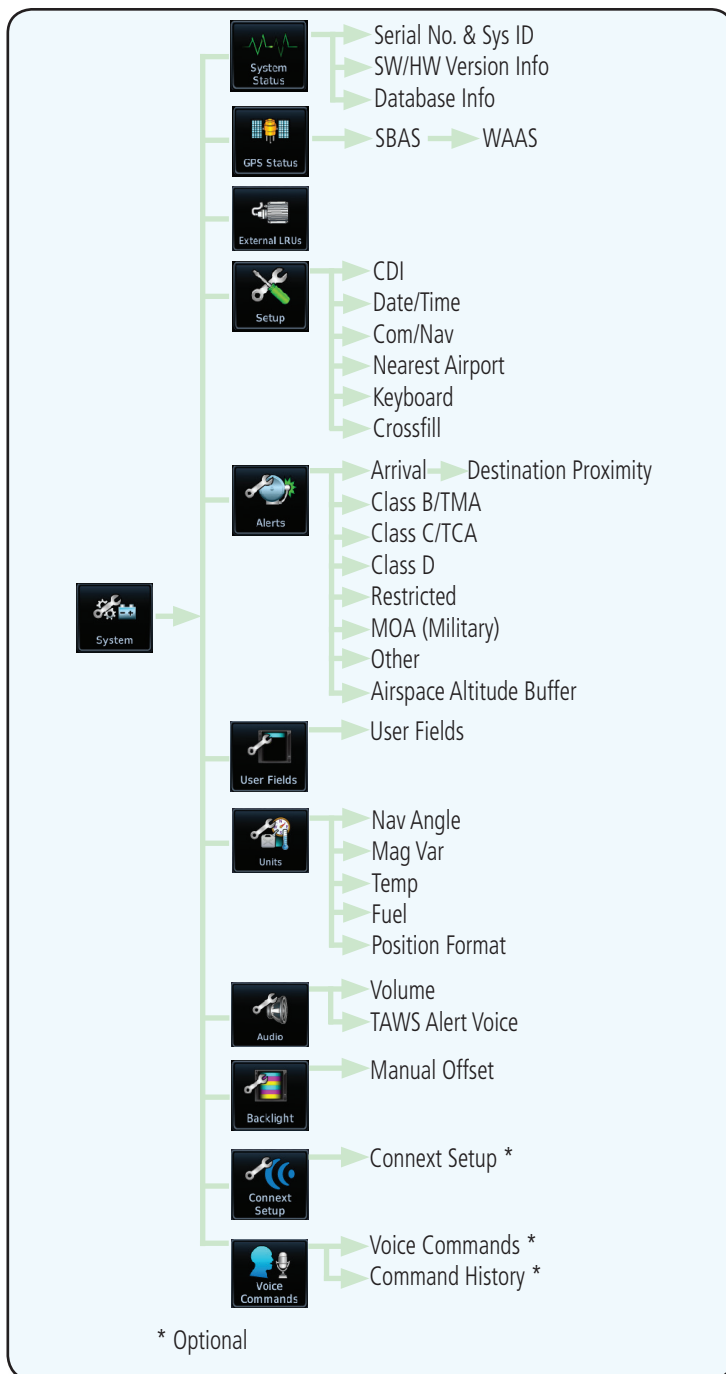 System
Status
Serial No. & Sys ID
SW/HW Version Info
Database Info
GPS Status
SBAS WAAS
External LRUs
Setup
CDI
Date/Time
Com/Nav
Nearest Airport
Keyboard
Crossfill
Alerts
Arrival Destination Proximity
Class B/TMA
Class C/TCA
Class D
Restricted
MOA (Military)
Other
Airspace Altitude Buffer
System
User Fields
User Fields
Units
Nav Angle
Mag Var
Temp
Fuel
Position Format
Audio
Volume
TAWS Alert Voice
Backlight
Manual Offset
Connext
Setup
Connext Setup *
Voice
Commands
Voice Commands *
Command History *
* Optional